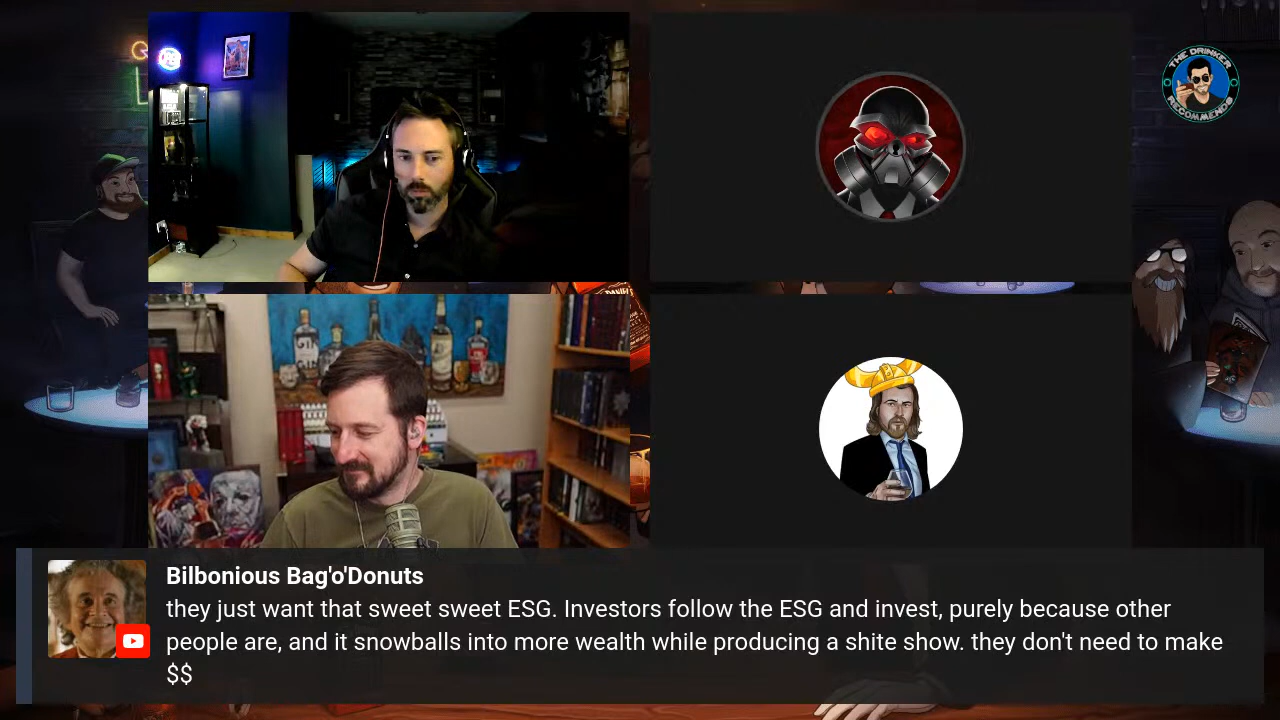 THE DRINKER
RECOMMENDS
GIN
GIN
Bilbonious Bag'o'Donuts
they just want that sweet sweet ESG. Investors follow the ESG and invest, purely because other
people are, and it snowballs into more wealth while producing a shite show. they don't need to make
$$